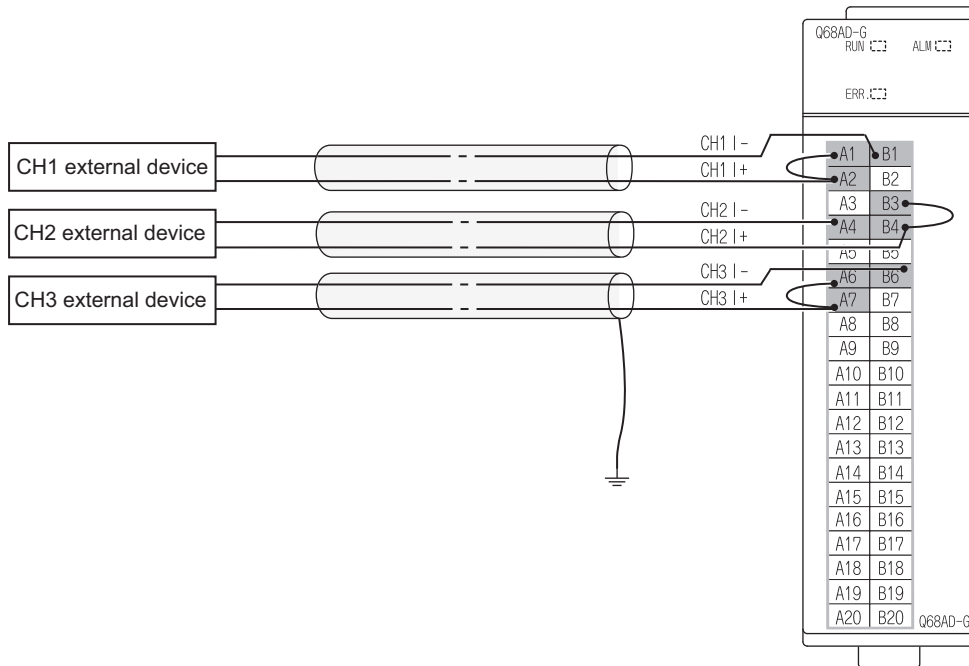 Q68AD-G
RUN ALM
ERR.
CH1 external device
CH1 I-
CH1 I+
CH2 external device
CH2 I-
CH2 I+
CH3 external device
CH3 I-
CH3 I+
A1 B1
A2 B2
A3 B3
A4 B4
A5 B5
A6 B6
A7 B7
A8 B8
A9 B9
A10 B10
A11 B11
A12 B12
A13 B13
A14 B14
A15 B15
A16 B16
A17 B17
A18 B18
A19 B19
A20 B20
Q68AD-G